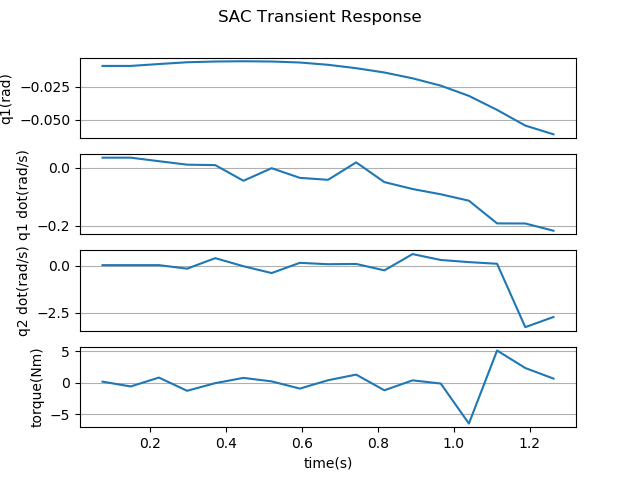 SAC Transient Response
q1(rad)
−0.025
−0.050
q1 dot(rad/s)
0.0
−0.2
q2 dot(rad/s)
0.0
−2.5
torque(Nm)
5
0
−5
0.2 0.4 0.6 0.8 1.0 1.2
time(s)